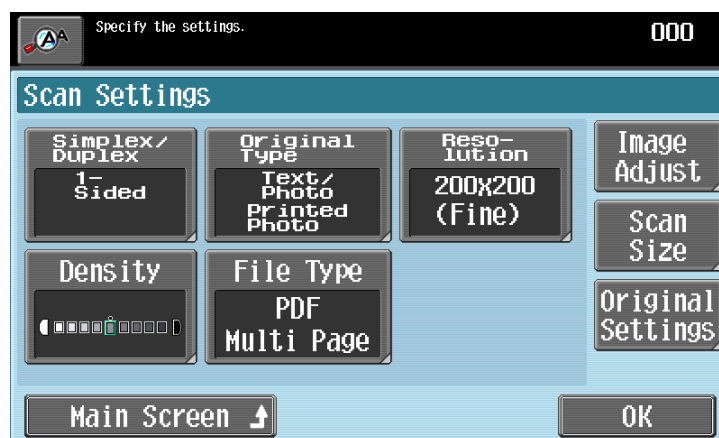 Specify the settings.
000
Scan Settings
Simplex/
Duplex
1-
Sided
Original
Type
Text/
Photo
Printed
Photo
Reso-
lution
200X200
(Fine)
Image
Adjust
Scan
Size
Density
File Type
PDF
Multi Page
Original
Settings
Main Screen
OK